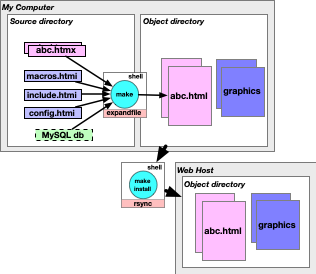 My Computer
Source directory
Object directory
abc.htmx
macros.htmi
include.htmi
config.htmi
MySQL db
shell
make
expandfile
abc.html
graphics
shell
make
install
rsync
Web Host
Object directory
abc.html
graphics